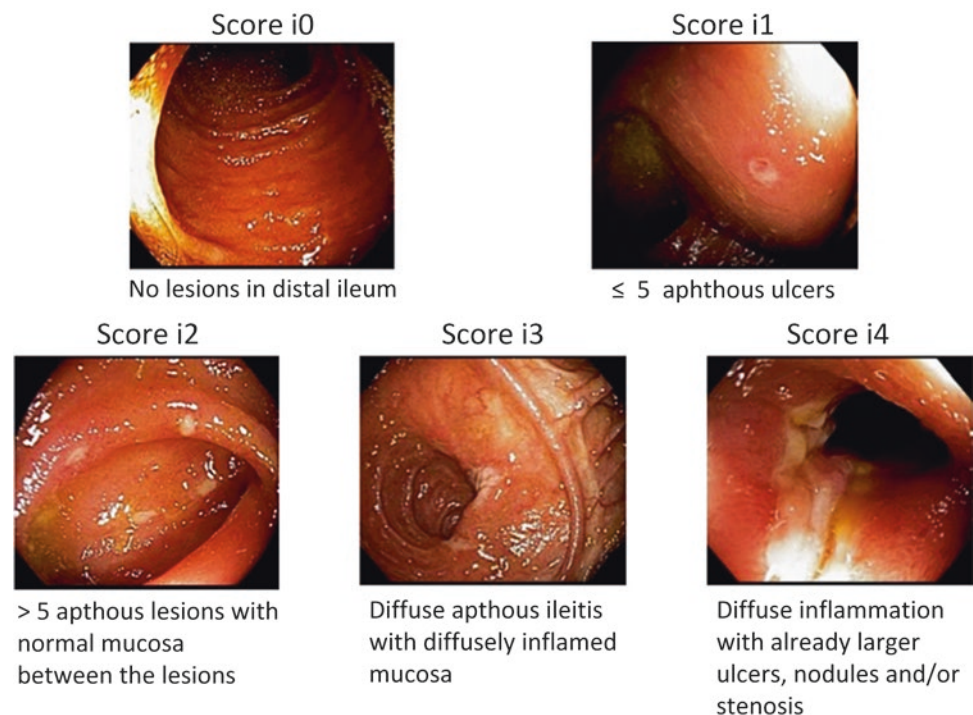 Score i0
Score i1
No lesions in distal ileum
≤ 5 aphthous ulcers
Score i2
Score i3
Score i4
> 5 apthous lesions with
normal mucosa
between the lesions
Diffuse apthous ileitis
with diffusely inflamed
mucosa
Diffuse inflammation
with already larger
ulcers, nodules and/or
stenosis